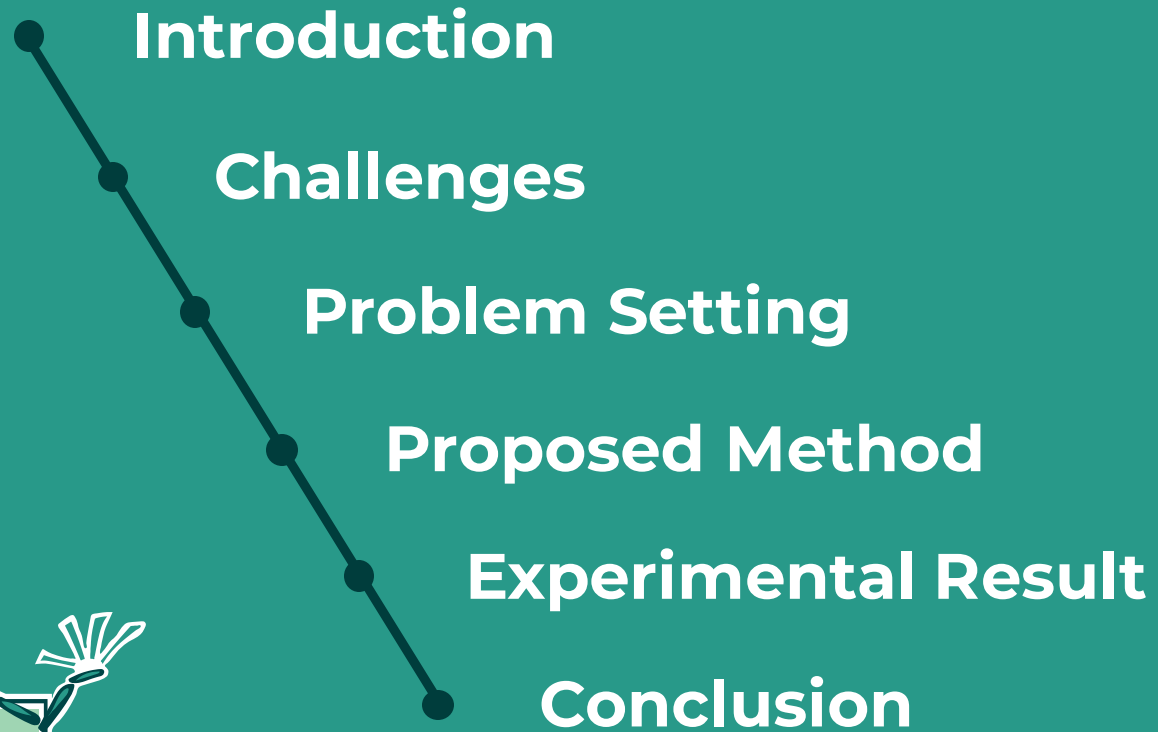 Introduction
Challenges
Problem Setting
Proposed Method
Experimental Result
Conclusion